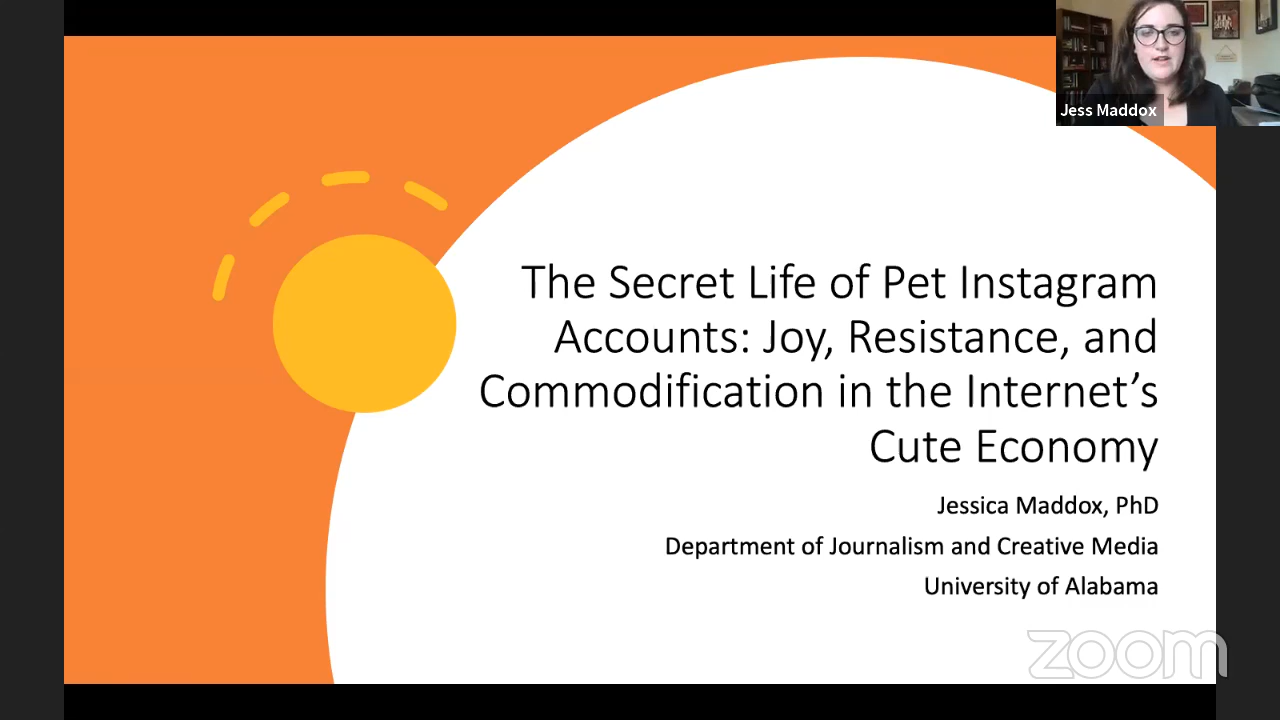 Jess Maddox
The Secret Life of Pet Instagram
Accounts: Joy, Resistance, and
Commodification in the Internet’s
Cute Economy
Jessica Maddox, PhD
Department of Journalism and Creative Media
University of Alabama
zoom